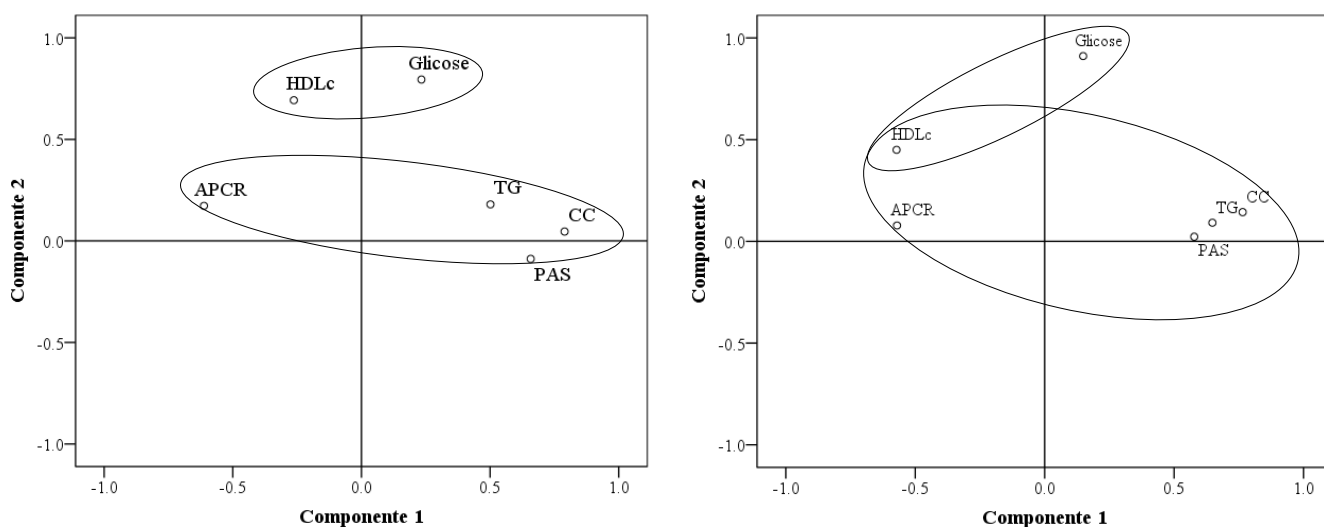 1.0
Glicose
HDLc
0.5
APCR
TG
CC
0.0
PAS
-0.5
-1.0
-1.0 -0.5 0.0 0.5 1.0
Componente 1
Componente 2
1.0
Glicose
0.5
HDLc
APCR
TG
CC
0.0
PAS
-0.5
-1.0
-1.0 -0.5 0.0 0.5 1.0
Componente 1
Componente 2